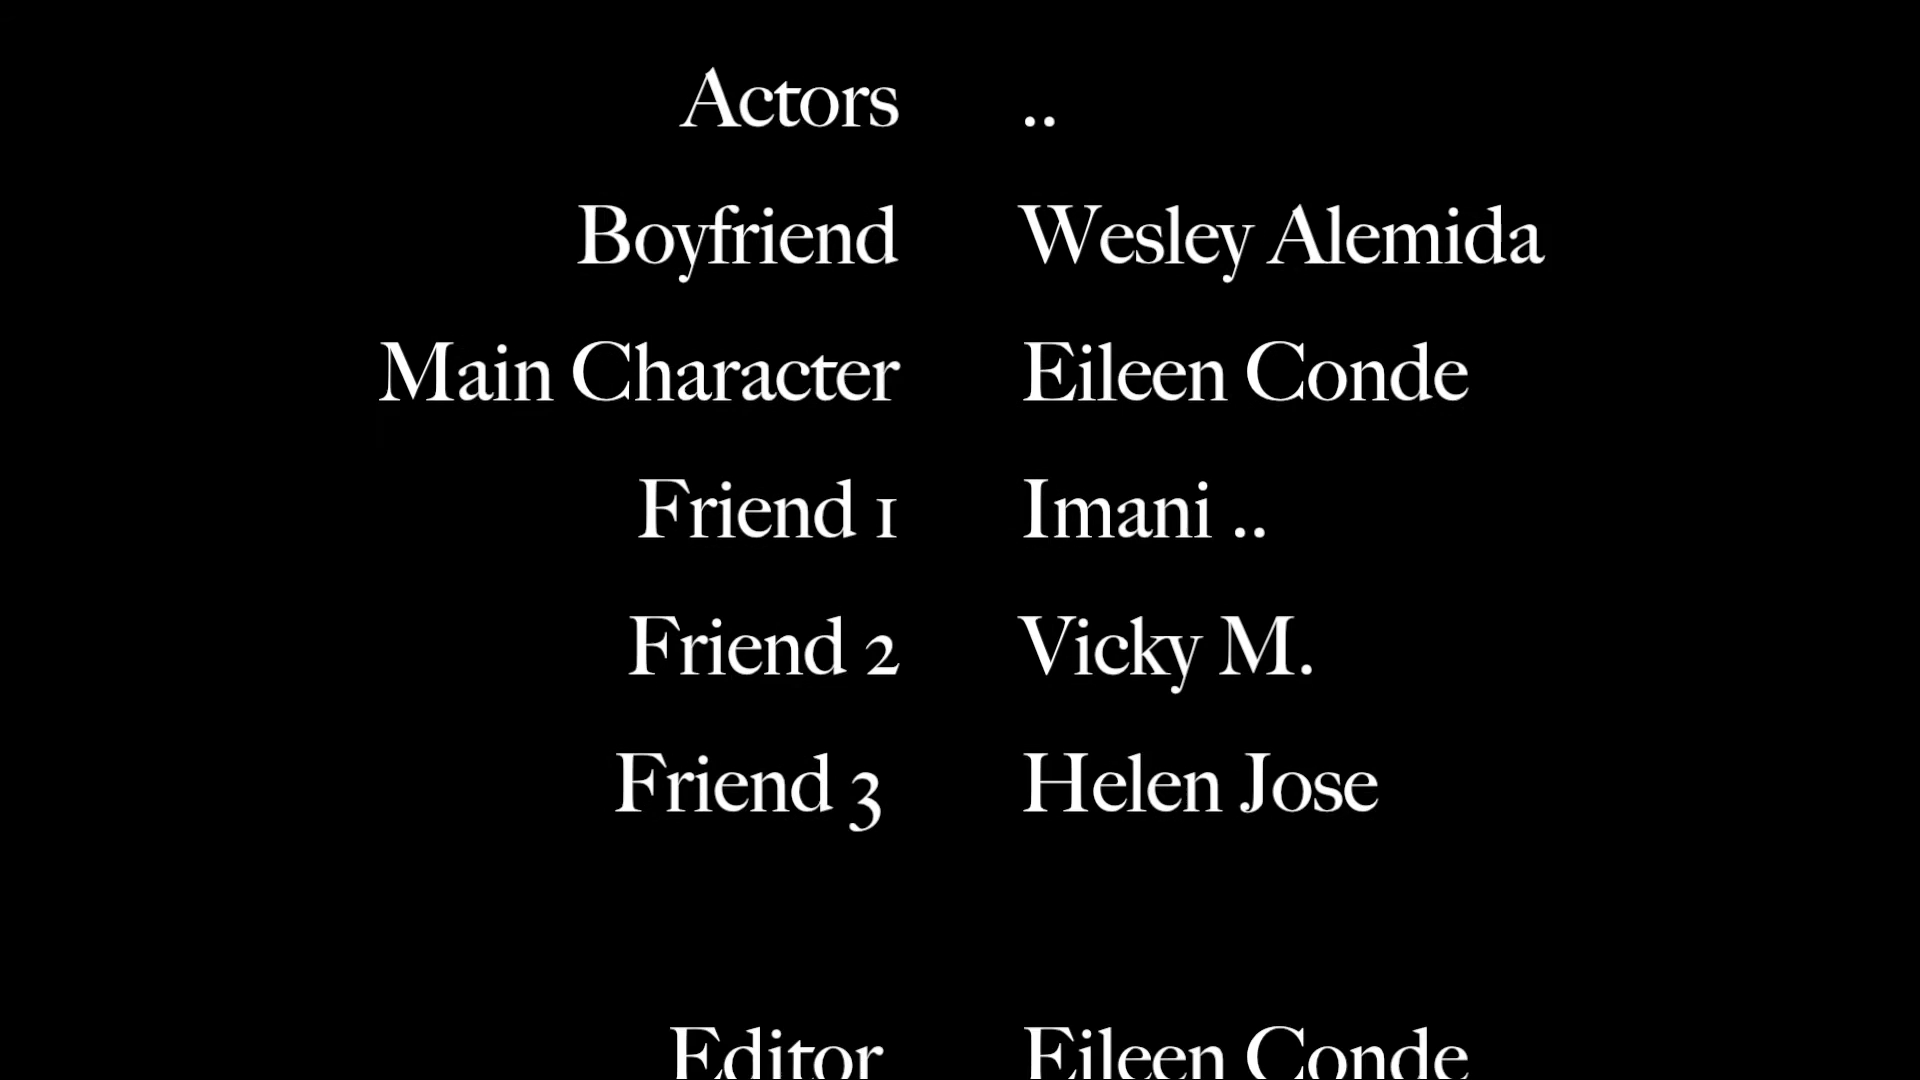 Actors ..
Boyfriend Wesley Alemida
Main Character Eileen Conde
Friend 1 Imani ..
Friend 2 Vicky M.
Friend 3 Helen Jose
Editor Eileen Conde